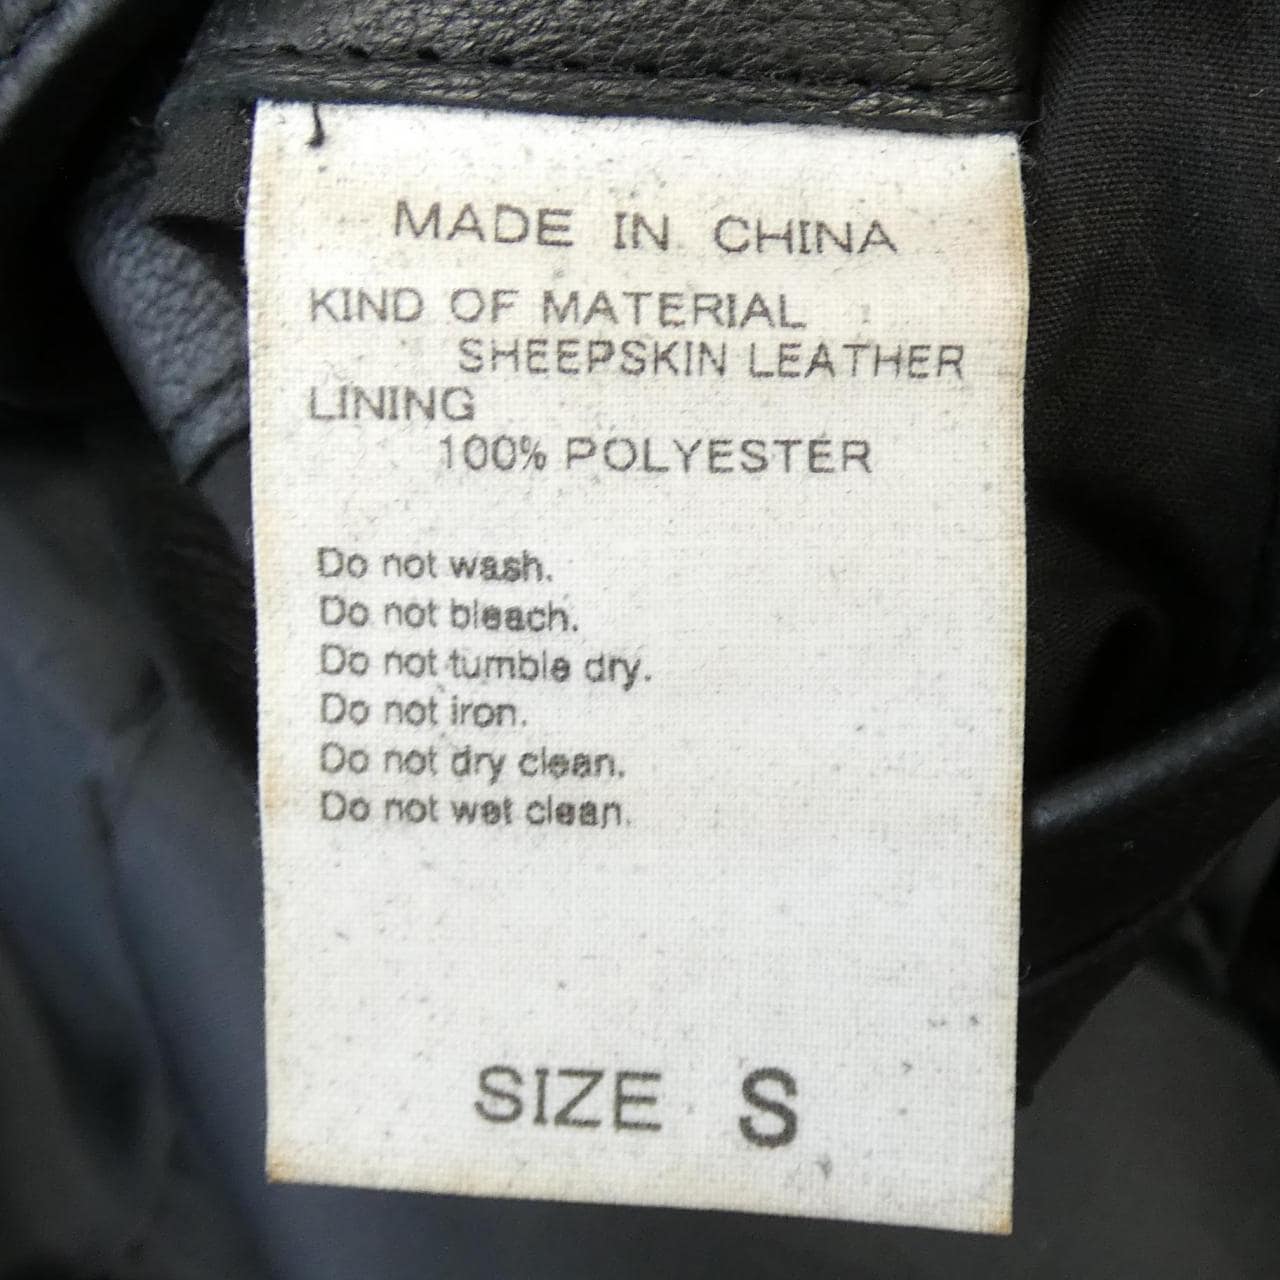 MADE IN CHINA
KIND OF MATERIAL
SHEEPSKIN LEATHER
LINING
100% POLYESTER
Do not wash.
Do not bleach.
Do not tumble dry.
Do not iron.
Do not dry clean.
Do not wet clean.
SIZE S